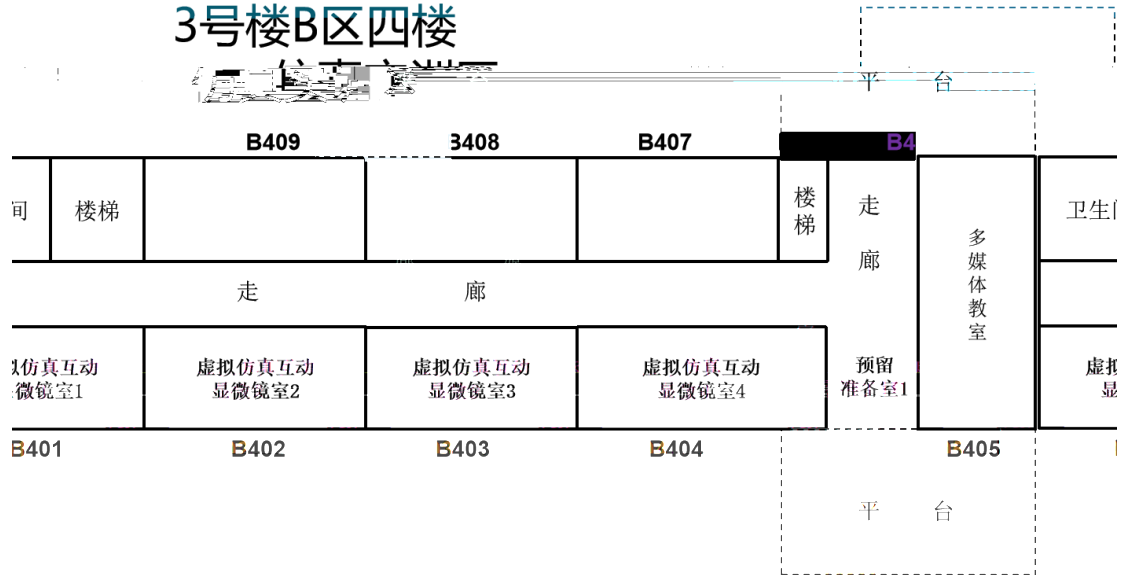 3号楼B区四楼
平 台
B409
B408
B407
B4
间
楼梯
楼梯
走廊
卫生
多媒体教室
走 廊
拟仿真互动
微镜室1
虚拟仿真互动
显微镜室2
虚拟仿真互动
显微镜室3
虚拟仿真互动
显微镜室4
预留
准备室1
虚拟
显
B401
B402
B403
B404
B405
平 台